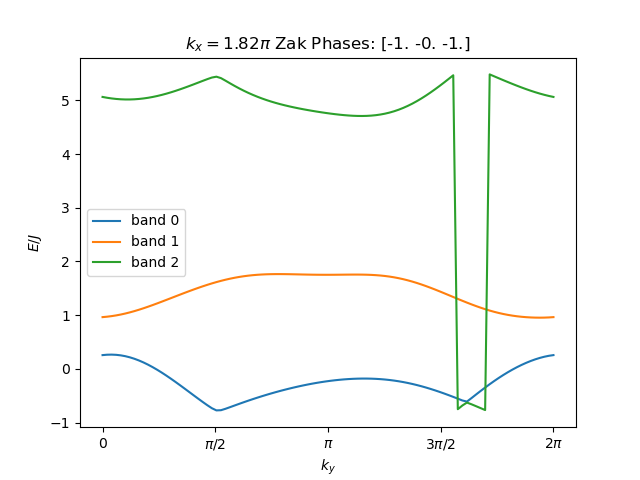 k_x = 1.82π Zak Phases: [-1. -0. -1.]
5
4
3
2
1
0
−1
E/J
band 0
band 1
band 2
0 π/2 π 3π/2 2π
k_y